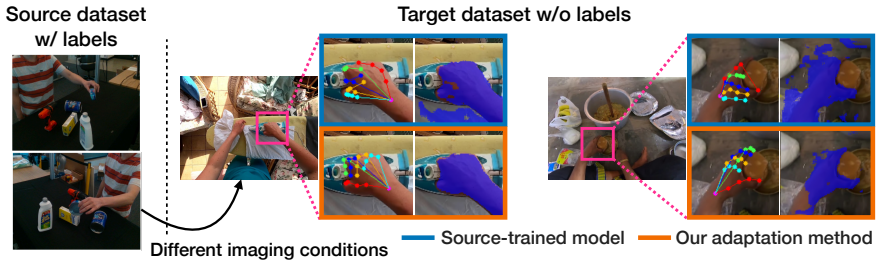 Source dataset
w/ labels
Target dataset w/o labels
Different imaging conditions
Source-trained model
Our adaptation method